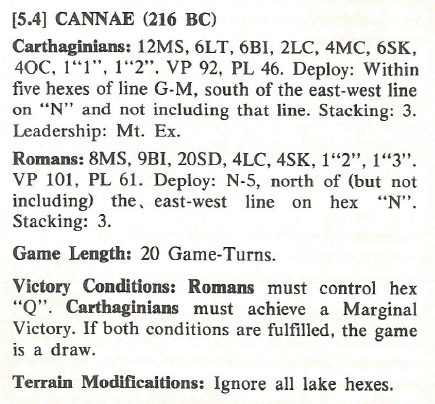 [5.4] CANNAE (216 BC)
Carthaginians: 12MS, 6LT, 6BI, 2LC, 4MC, 6SK,
4OC, 1"1", 1"2". VP 92, PL 46. Deploy: Within
five hexes of line G-M, south of the east-west line
on "N" and not including that line. Stacking: 3.
Leadership: Mt. Ex.
Romans: 8MS, 9BI, 20SD, 4LC, 4SK, 1"2", 1"3".
VP 101, PL 61. Deploy: N-5, north of (but not
including) the, east-west line on hex "N".
Stacking: 3.
Game Length: 20 Game-Turns.
Victory Conditions: Romans must control hex
"Q". Carthaginians must achieve a Marginal
Victory. If both conditions are fulfilled, the game
is a draw.
Terrain Modificaitions: Ignore all lake hexes.